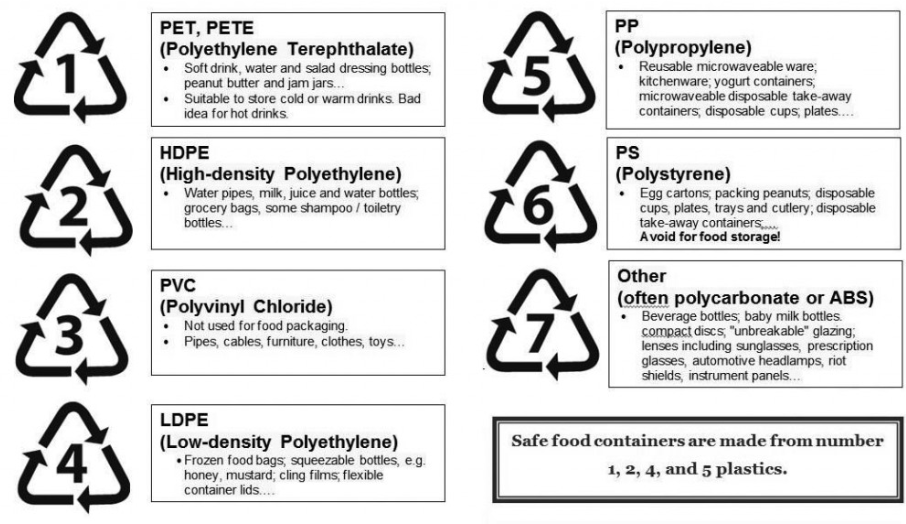 1
PET, PETE
(Polyethylene Terephthalate)
• Soft drink, water and salad dressing bottles;
peanut butter and jam jars…
• Suitable to store cold or warm drinks. Bad
idea for hot drinks.
2
HDPE
(High-density Polyethylene)
• Water pipes, milk, juice and water bottles;
grocery bags, some shampoo / toiletry
bottles…
3
PVC
(Polyvinyl Chloride)
• Not used for food packaging.
• Pipes, cables, furniture, clothes, toys…
4
LDPE
(Low-density Polyethylene)
• Frozen food bags; squeezable bottles, e.g.
honey, mustard; cling films; flexible
container lids….
5
PP
(Polypropylene)
• Reusable microwaveable ware;
kitchenware; yogurt containers;
microwaveable disposable take-away
containers; disposable cups; plates….
6
PS
(Polystyrene)
• Egg cartons; packing peanuts; disposable
cups, plates, trays and cutlery; disposable
take-away containers;….
Avoid for food storage!
7
Other
(often polycarbonate or ABS)
• Beverage bottles; baby milk bottles.
compact discs; "unbreakable" glazing;
lenses including sunglasses, prescription
glasses, automotive headlamps, riot
shields, instrument panels…
Safe food containers are made from number
1, 2, 4, and 5 plastics.